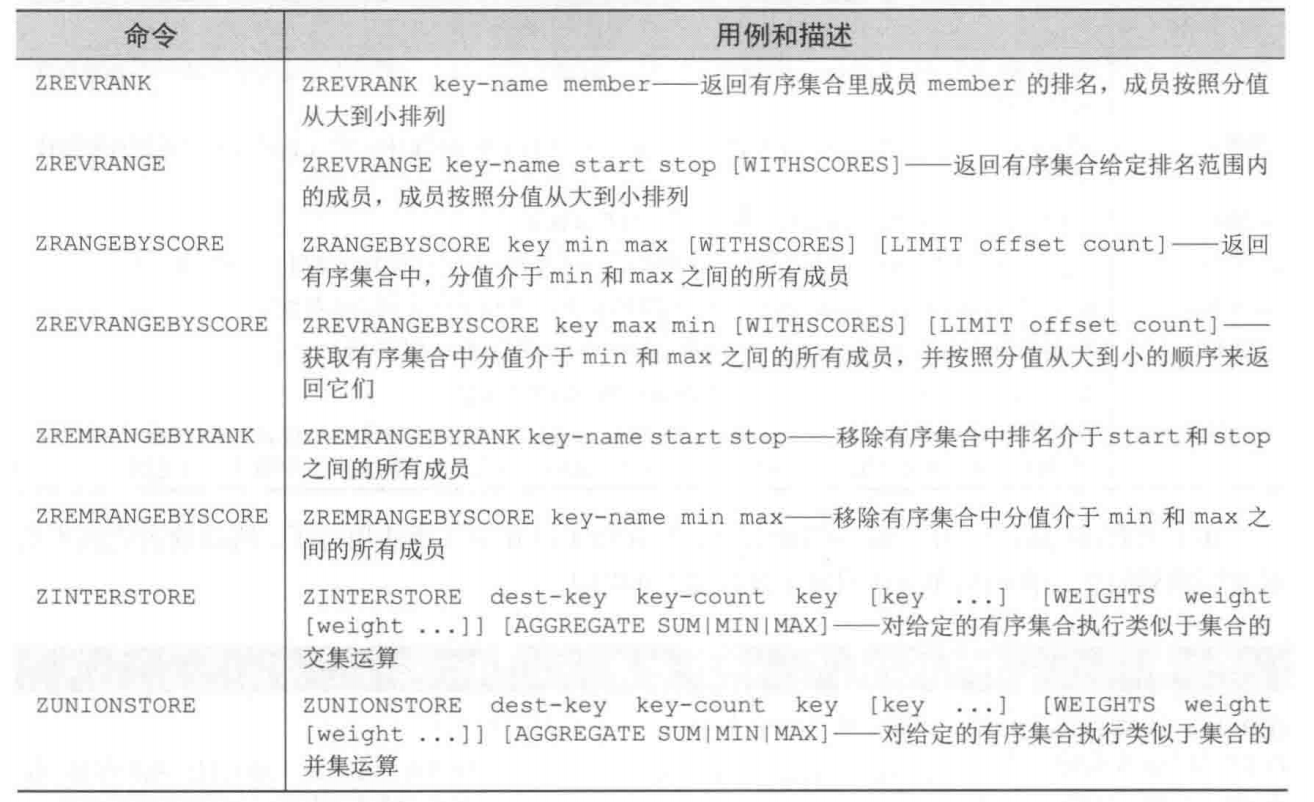 命令 用例和描述
ZREVRANK ZREVRANK key-name member——返回有序集合里成员 member 的排名，成员按照分值
从大到小排列
ZREVRANGE ZREVRANGE key-name start stop [WITHSCORES]——返回有序集合给定排名范围内
的成员，成员按照分值从大到小排列
ZRANGEBYSCORE ZRANGEBYSCORE key min max [WITHSCORES] [LIMIT offset count]——返回
有序集合中，分值介于 min 和 max 之间的所有成员
ZREVRANGEBYSCORE ZREVRANGEBYSCORE key max min [WITHSCORES] [LIMIT offset count]——
获取有序集合中分值介于 min 和 max 之间的所有成员，并按照分值从大到小的顺序来返
回它们
ZREMRANGEBYRANK ZREMRANGEBYRANK key-name start stop——移除有序集合中排名介于 start 和 stop
之间的所有成员
ZREMRANGEBYSCORE ZREMRANGEBYSCORE key-name min max——移除有序集合中分值介于 min 和 max 之
间的所有成员
ZINTERSTORE ZINTERSTORE dest-key key-count key [key ...] [WEIGHTS weight
[weight ...]] [AGGREGATE SUM|MIN|MAX]——对给定的有序集合执行类似于集合的
交集运算
ZUNIONSTORE ZUNIONSTORE dest-key key-count key [key ...] [WEIGHTS weight
[weight ...]] [AGGREGATE SUM|MIN|MAX]——对给定的有序集合执行类似于集合的
并集运算